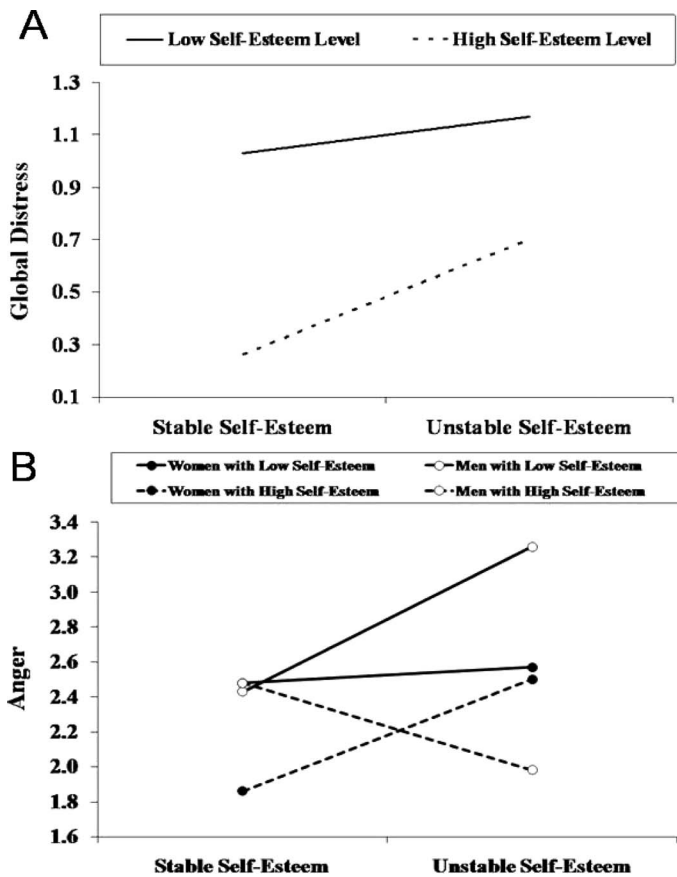 A
Low Self-Esteem Level High Self-Esteem Level
1.3
1.1
0.9
0.7
0.5
0.3
0.1
Global Distress
Stable Self-Esteem Unstable Self-Esteem
B
Women with Low Self-Esteem Men with Low Self-Esteem
Women with High Self-Esteem Men with High Self-Esteem
3.4
3.2
3.0
2.8
2.6
2.4
2.2
2.0
1.8
1.6
Anger
Stable Self-Esteem Unstable Self-Esteem